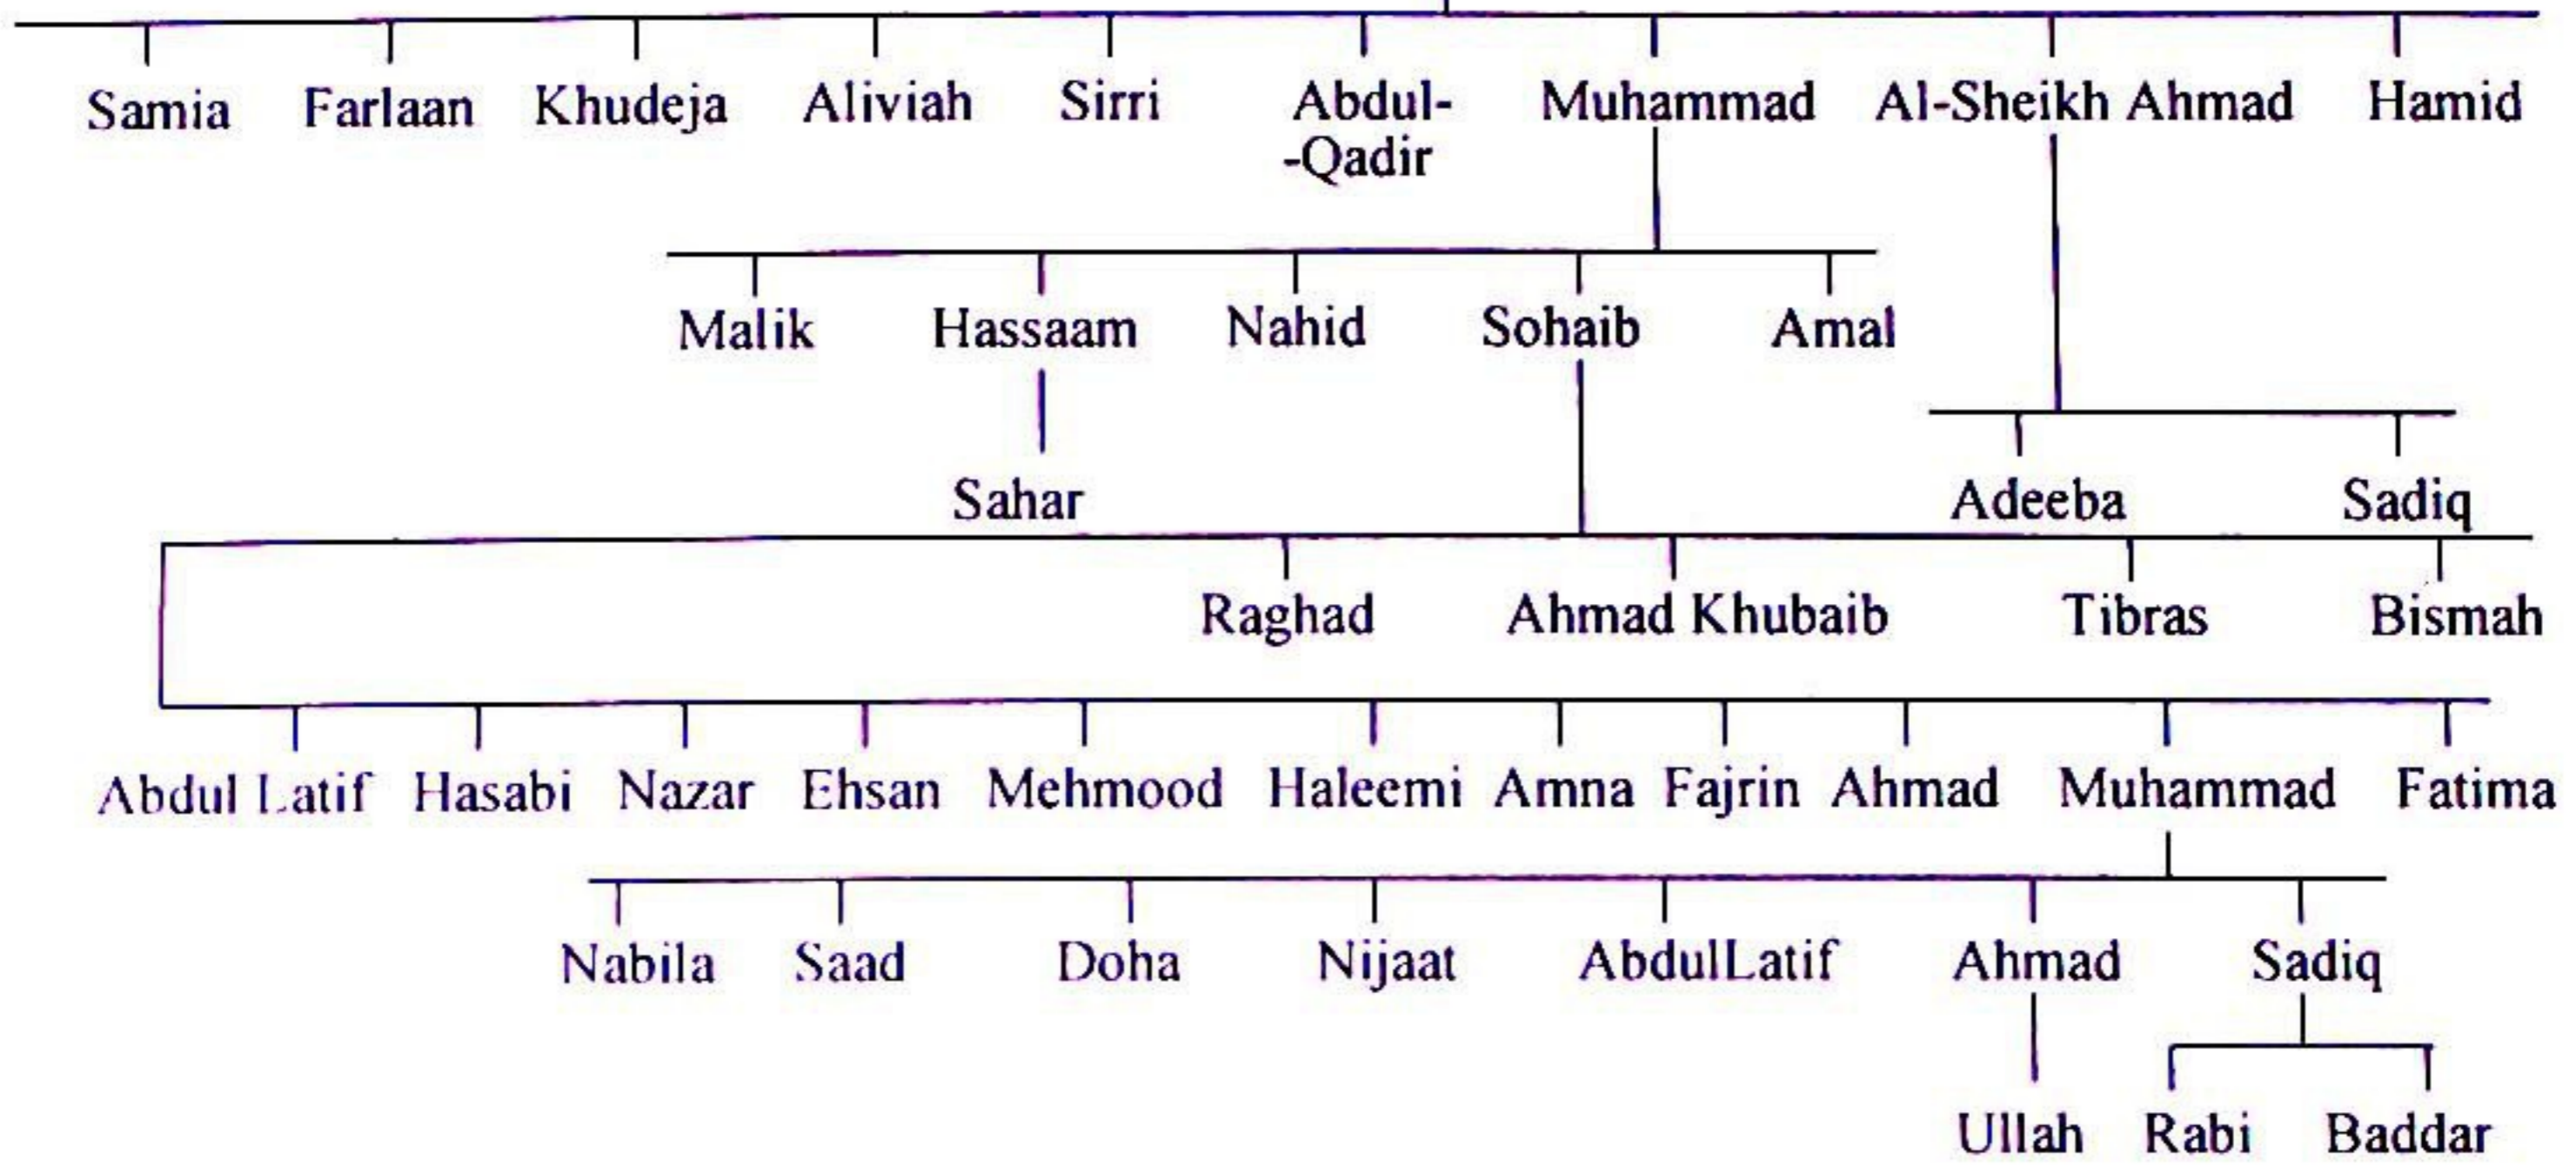 Samia Farlaan Khudeja Aliviah Sirri Abdul- Muhammad Al-Sheikh Ahmad Hamid
-Qadir
Malik Hassaam Nahid Sohaib Amal
Sahar Adeeba Sadiq
Raghad Ahmad Khubaib Tibras Bismah
Abdul Latif Hasabi Nazar Ehsan Mehmood Haleemi Amna Fajrin Ahmad Muhammad Fatima
Nabila Saad Doha Nijaat AbdulLatif Ahmad Sadiq
Ullah Rabi Baddar